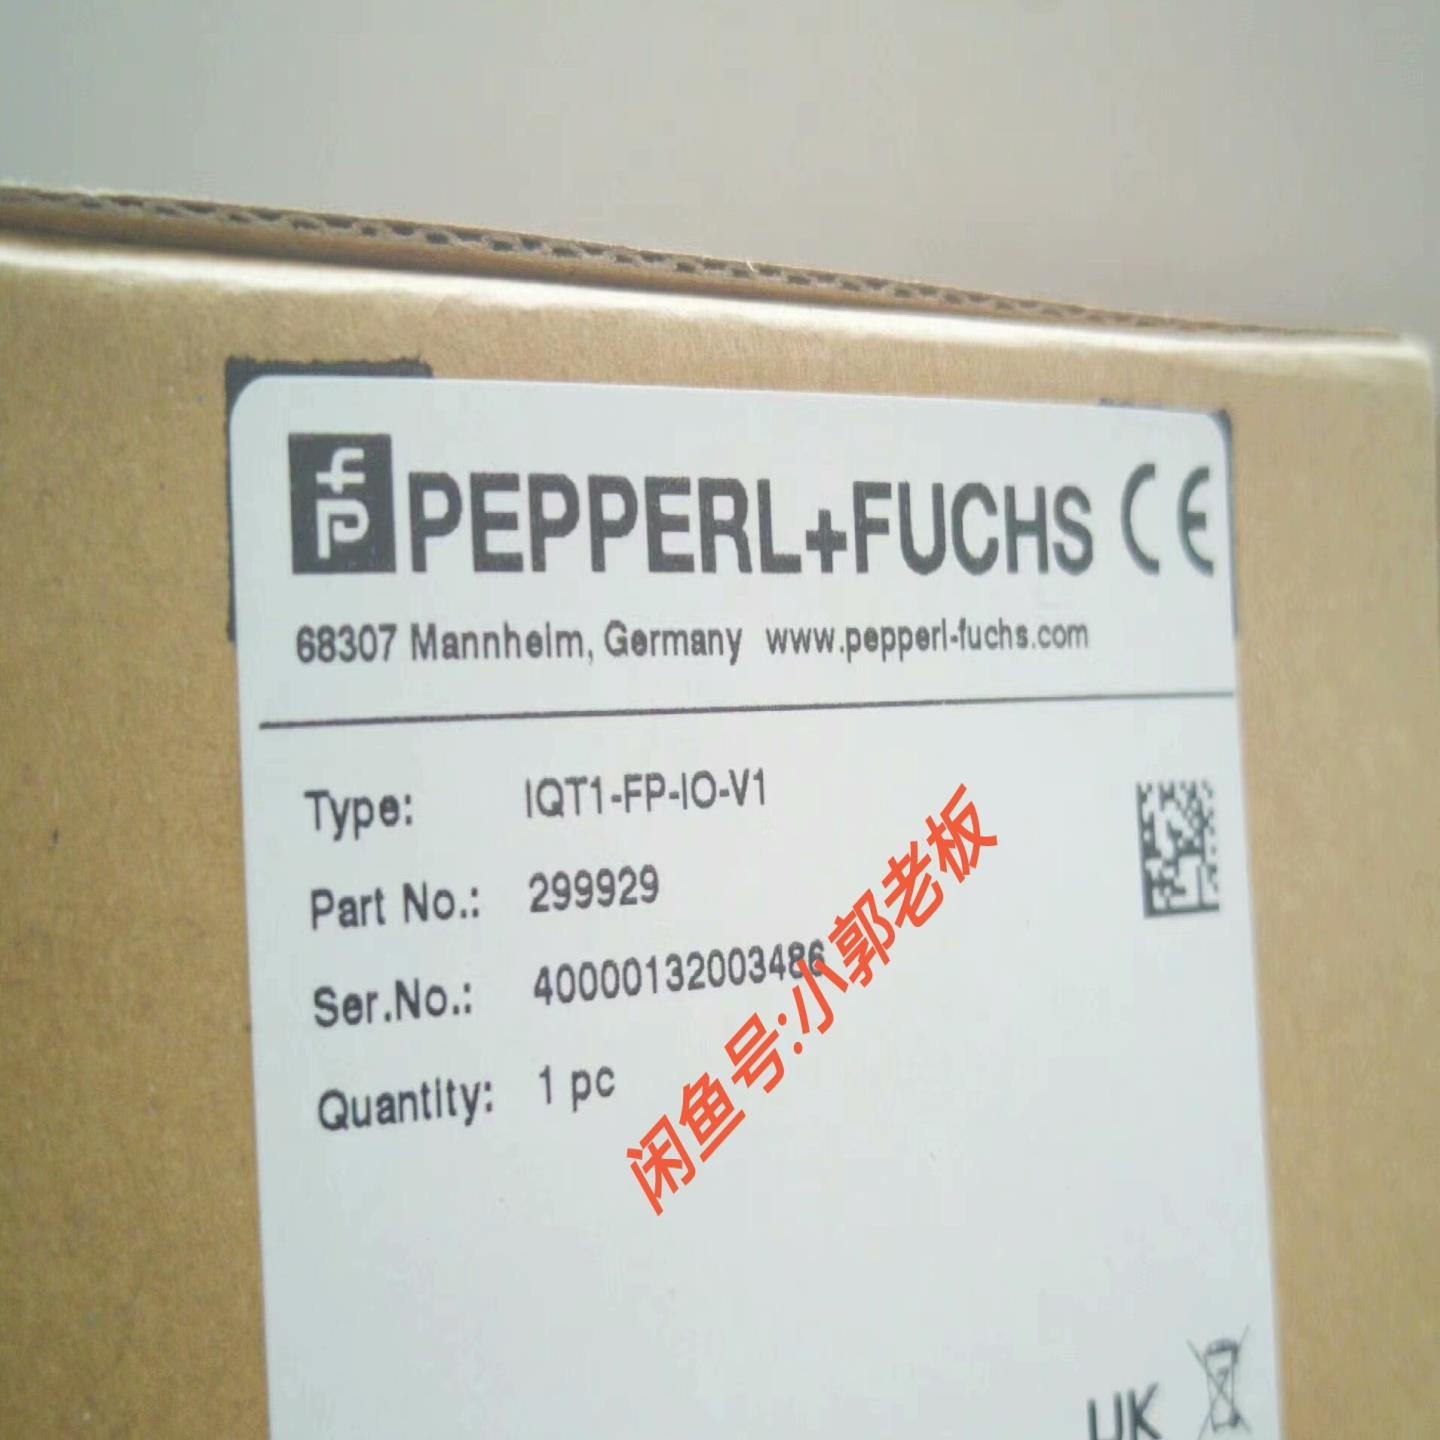 PEPPERL+FUCHS CE
68307 Mannheim, Germany www.pepperl-fuchs.com
Type: IQT1-FP-IO-V1
Part No.: 299929
Ser.No.: 40000132003486
Quantity: 1 pc
闲鱼号:小郭老板
UK